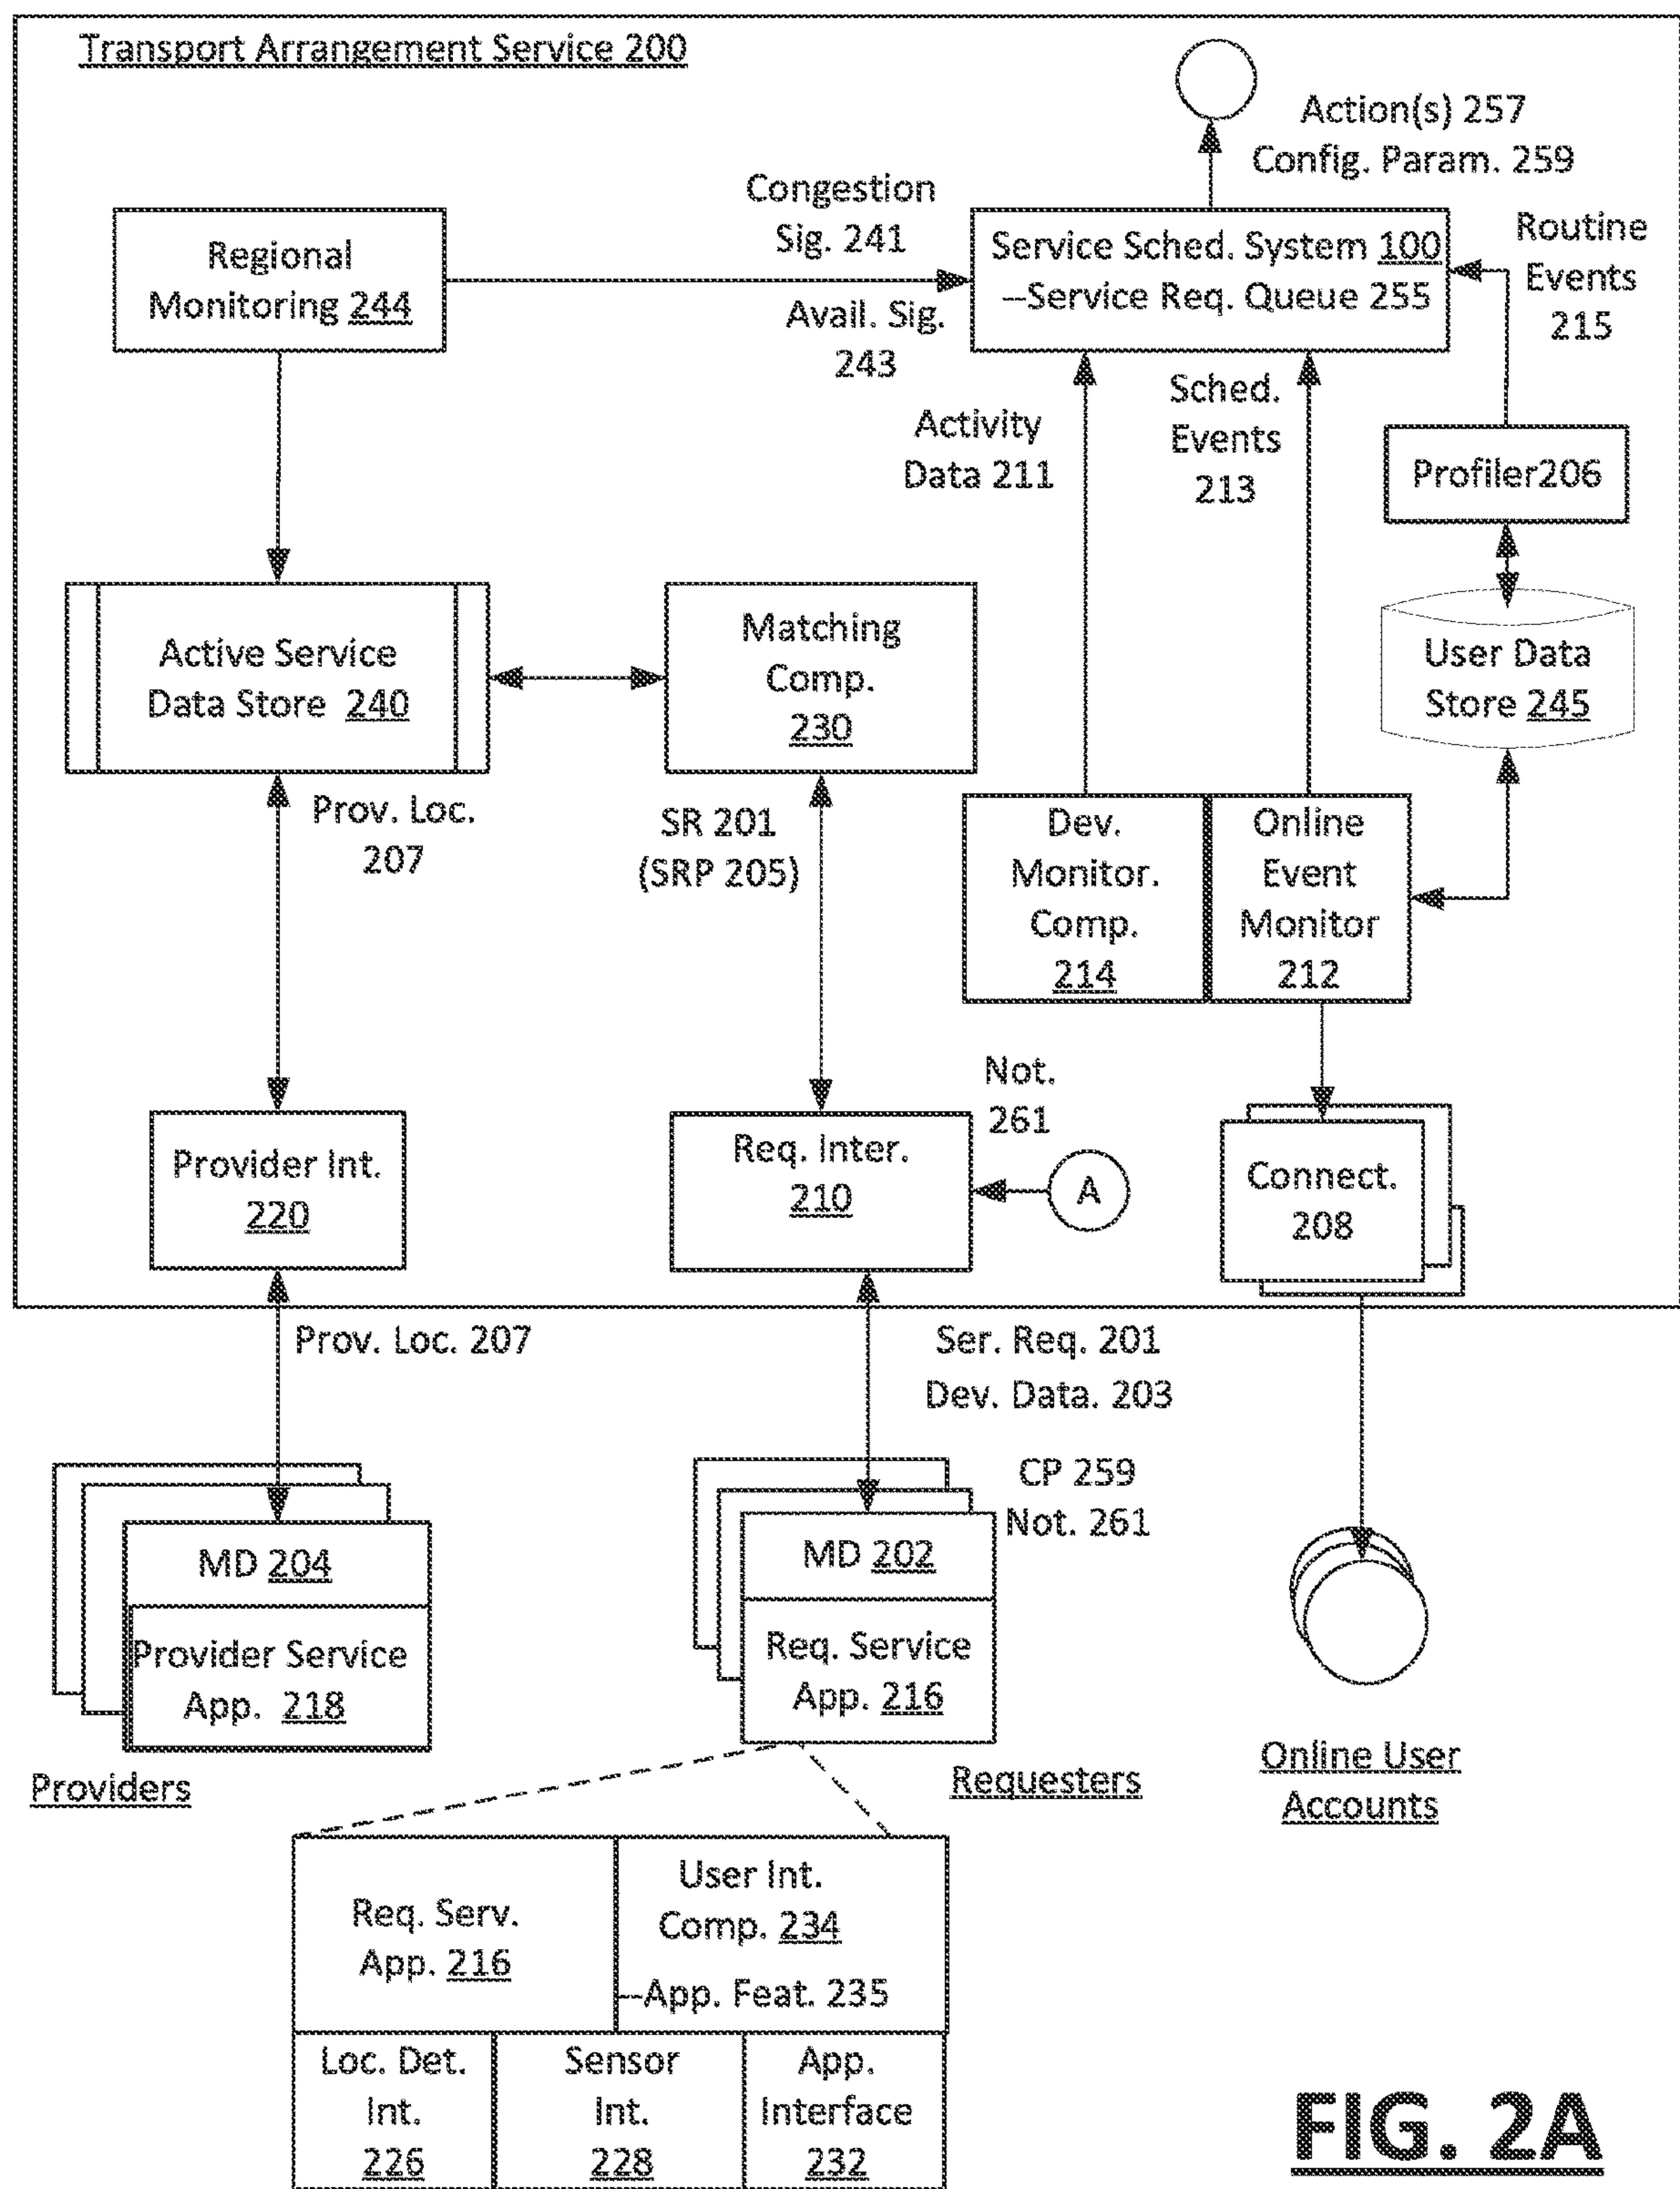 Transport Arrangement Service 200
Action(s) 257
Config. Param. 259
Congestion
Sig. 241
Avail. Sig.
243
Regional
Monitoring 244
Service Sched. System 100
--Service Req. Queue 255
Routine
Events
215
Activity
Data 211
Sched.
Events
213
Profiler206
Active Service
Data Store 240
Matching
Comp.
230
User Data
Store 245
Prov. Loc.
207
SR 201
(SRP 205)
Dev.
Monitor.
Comp.
214
Online
Event
Monitor
212
Not.
261
Provider Int.
220
Req. Inter.
210
A
Connect.
208
Prov. Loc. 207
Ser. Req. 201
Dev. Data. 203
CP 259
Not. 261
MD 204
Provider Service
App. 218
MD 202
Req. Service
App. 216
Providers
Requesters
Online User
Accounts
Req. Serv.
App. 216
User Int.
Comp. 234
--App. Feat. 235
Loc. Det.
Int.
226
Sensor
Int.
228
App.
Interface
232
FIG. 2A